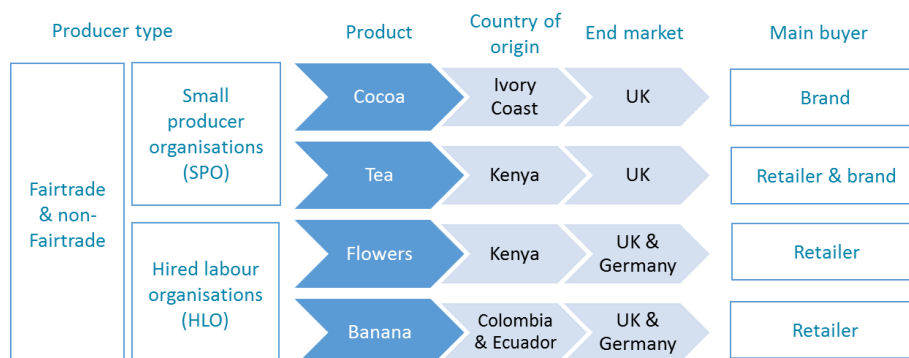 Producer type
Product
Country of
origin
End market
Main buyer
Fairtrade
& non-
Fairtrade
Small
producer
organisations
(SPO)
Hired labour
organisations
(HLO)
Cocoa
Ivory
Coast
UK
Brand
Tea
Kenya
UK
Retailer & brand
Flowers
Kenya
UK &
Germany
Retailer
Banana
Colombia
& Ecuador
UK &
Germany
Retailer